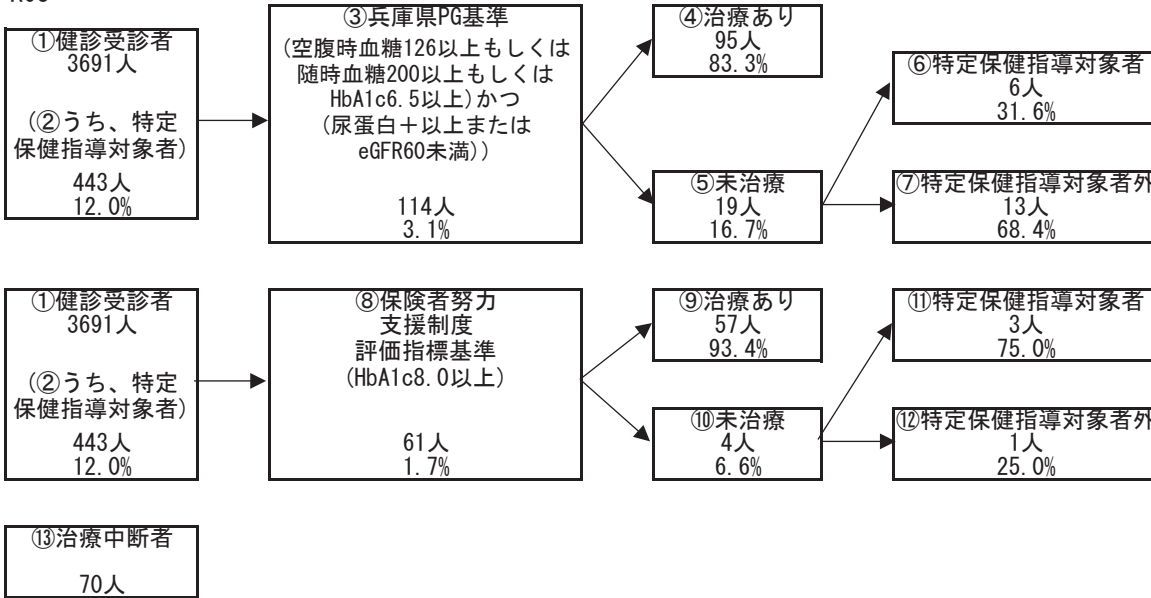 ①健診受診者
3691人
(②うち、特定
保健指導対象者)
443人
12.0%
③兵庫県PG基準
(空腹時血糖126以上もしくは
随時血糖200以上もしくは
HbA1c6.5以上)かつ
(尿蛋白+以上または
eGFR60未満))
114人
3.1%
④治療あり
95人
83.3%
⑤未治療
19人
16.7%
⑥特定保健指導対象者
6人
31.6%
⑦特定保健指導対象者外
13人
68.4%
①健診受診者
3691人
(②うち、特定
保健指導対象者)
443人
12.0%
⑧保険者努力
支援制度
評価指標基準
(HbA1c8.0以上)
61人
1.7%
⑨治療あり
57人
93.4%
⑩未治療
4人
6.6%
⑪特定保健指導対象者
3人
75.0%
⑫特定保健指導対象者外
1人
25.0%
⑬治療中断者
70人